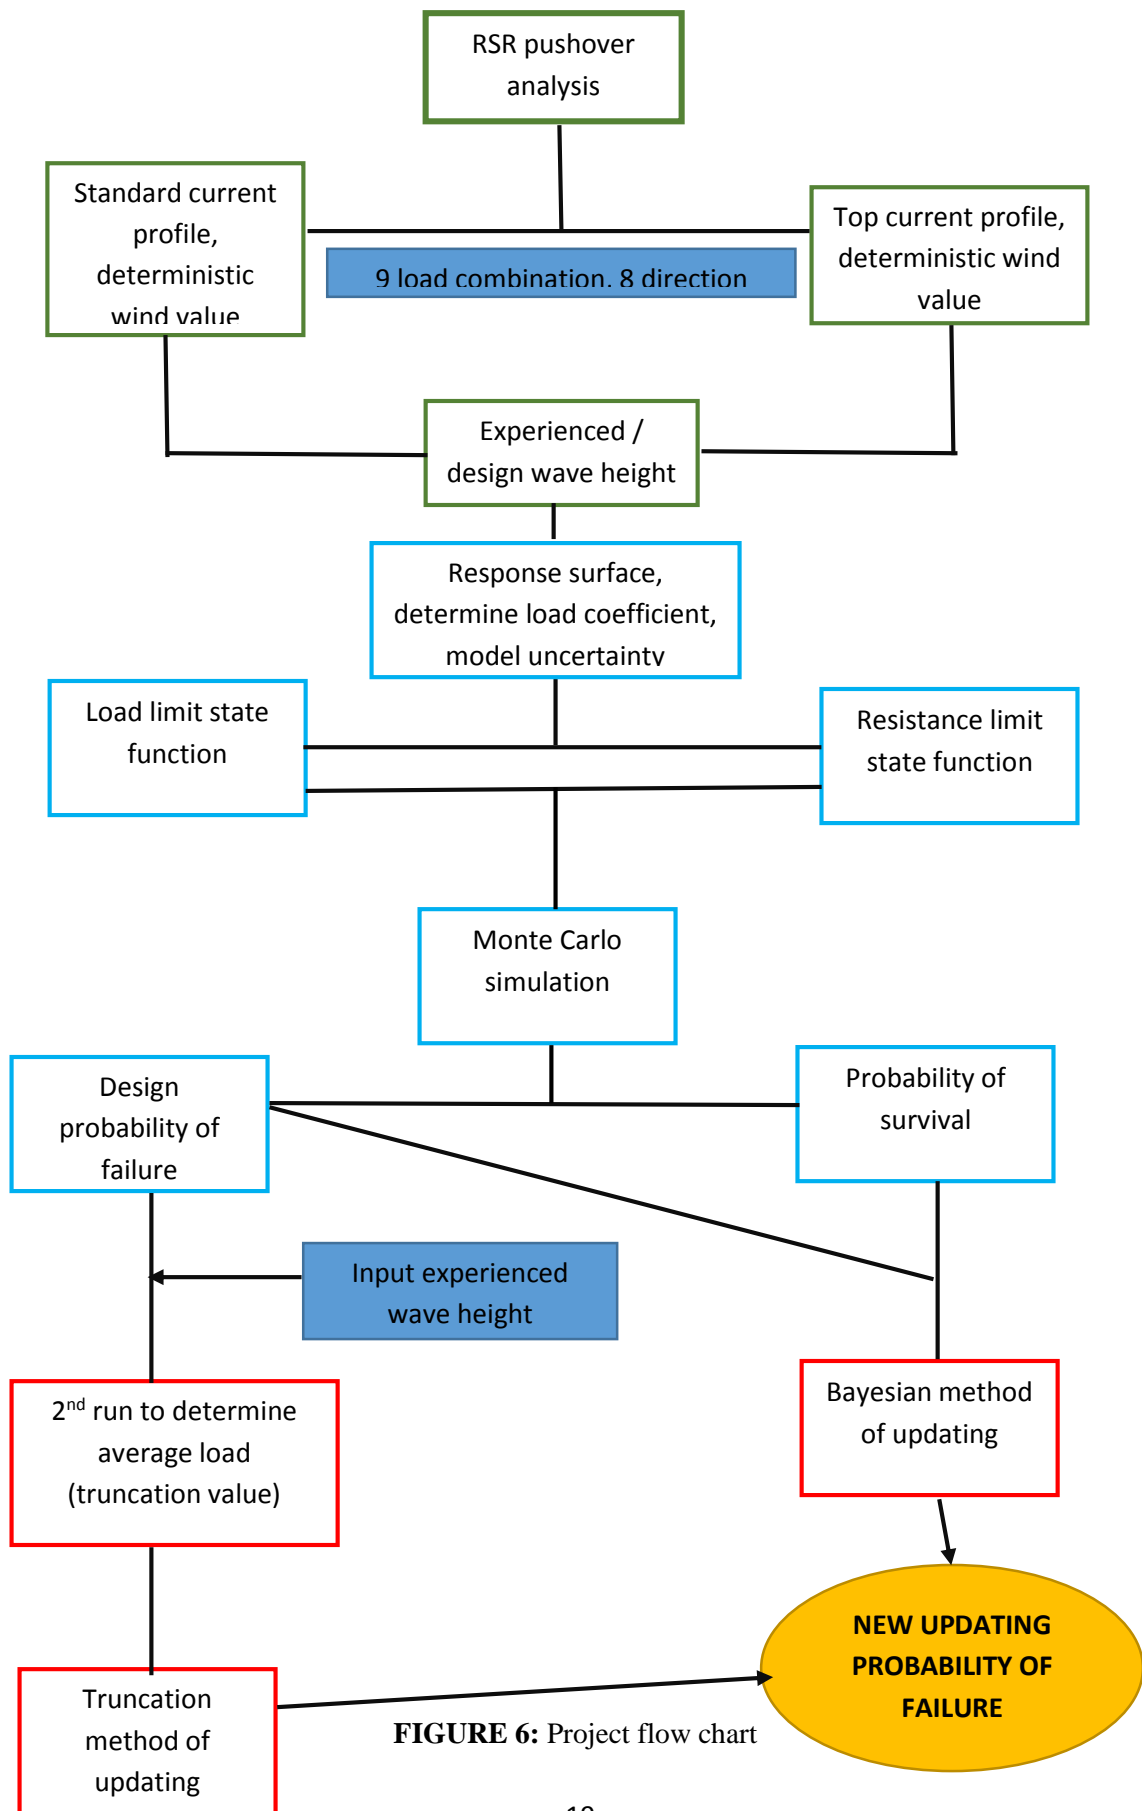 RSR pushover
analysis
Standard current
profile,
deterministic
wind value
Top current profile,
deterministic wind
value
9 load combination. 8 direction
Experienced /
design wave height
Response surface,
determine load coefficient,
model uncertainty
Load limit state
function
Resistance limit
state function
Monte Carlo
simulation
Design
probability of
failure
Probability of
survival
Input experienced
wave height
2nd run to determine
average load
(truncation value)
Bayesian method
of updating
NEW UPDATING
PROBABILITY OF
FAILURE
Truncation
method of
updating
FIGURE 6: Project flow chart